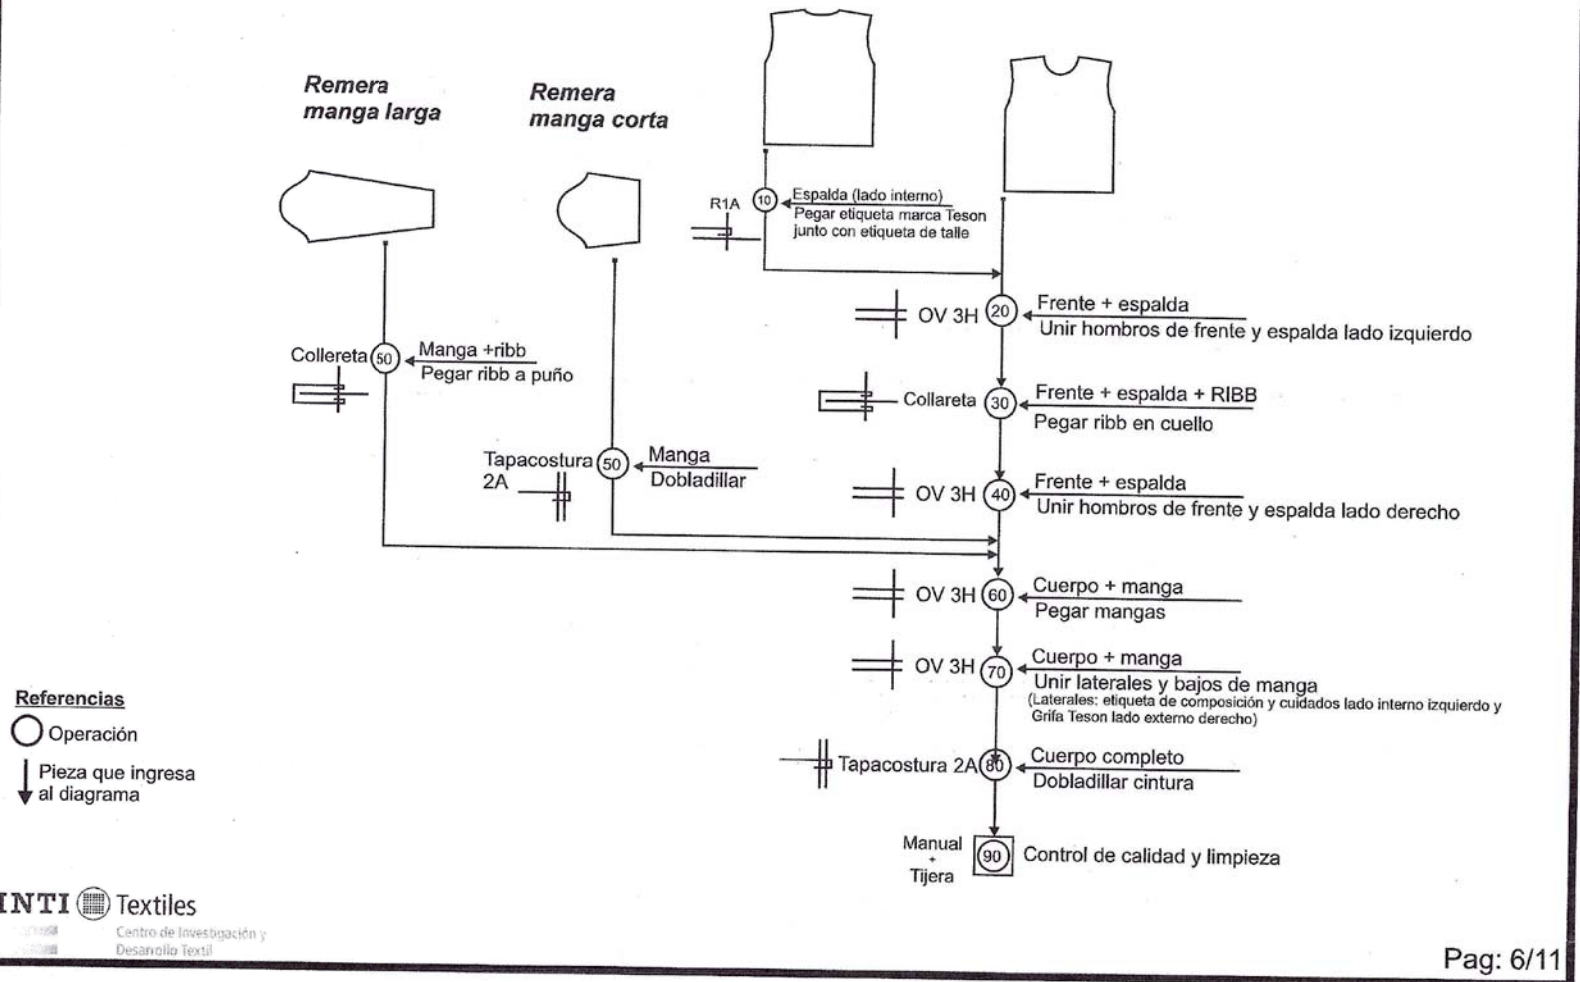 Remera
manga larga
Remera
manga corta
R1A
10
Espalda (lado interno)
Pegar etiqueta marca Teson
junto con etiqueta de talle
OV 3H
20
Frente + espalda
Unir hombros de frente y espalda lado izquierdo
Collereta
50
Manga +ribb
Pegar ribb a puño
Collareta
30
Frente + espalda + RIBB
Pegar ribb en cuello
Tapacostura
2A
50
Manga
Dobladillar
OV 3H
40
Frente + espalda
Unir hombros de frente y espalda lado derecho
OV 3H
60
Cuerpo + manga
Pegar mangas
OV 3H
70
Cuerpo + manga
Unir laterales y bajos de manga
(Laterales: etiqueta de composición y cuidados lado interno izquierdo y
Grifa Teson lado externo derecho)
Referencias
Operación
Pieza que ingresa
al diagrama
Tapacostura 2A
80
Cuerpo completo
Dobladillar cintura
Manual
+
Tijera
90
Control de calidad y limpieza
INTI Textiles
Centro de Investigación y
Desarrollo Textil
Pag: 6/11